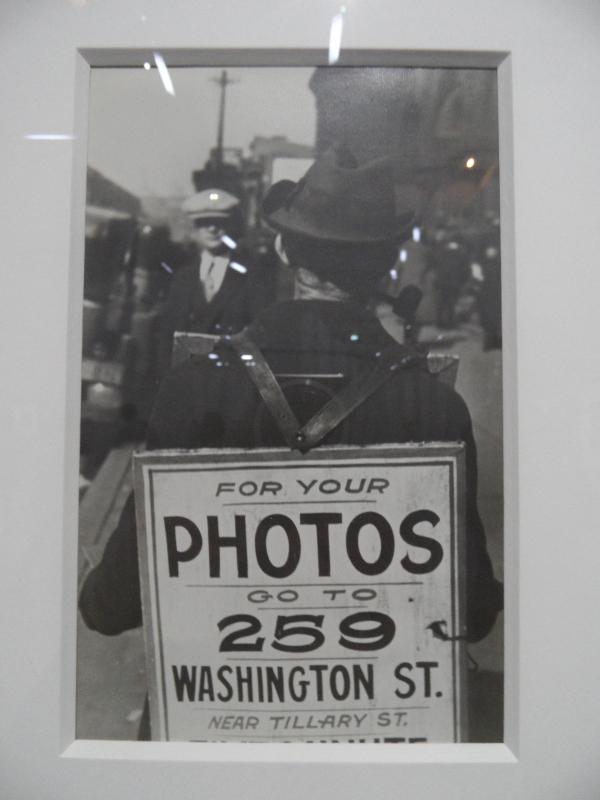 FOR YOUR
PHOTOS
GO TO
259
WASHINGTON ST.
NEAR TILLARY ST.